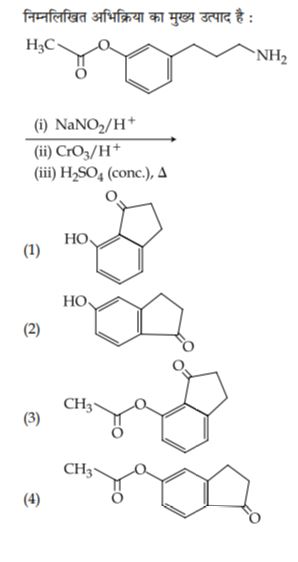 निम्नलिखित अभिक्रिया का मुख्य उत्पाद है :
H₃C
O
O
NH₂
(i) NaNO₂/H⁺
(ii) CrO₃/H⁺
(iii) H₂SO₄ (conc.), Δ
O
HO
(1)
HO
(2)
O
O
CH₃
O
(3)
O
CH₃
O
(4)
O
O